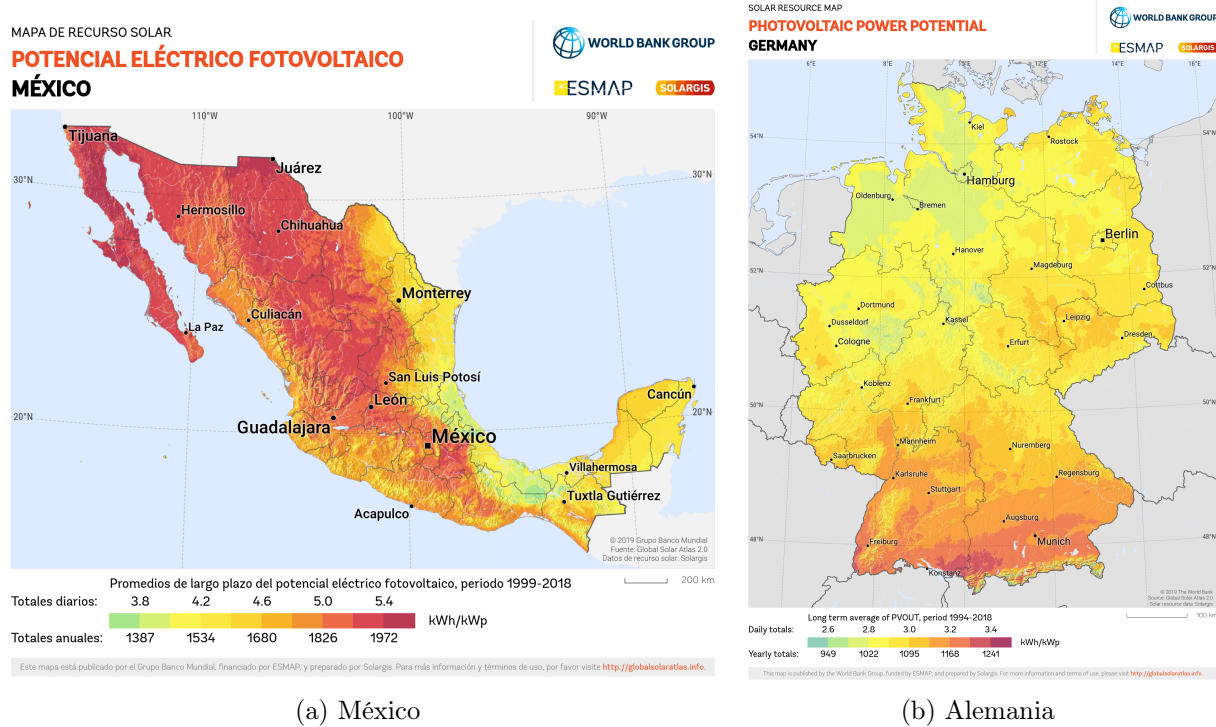 MAPA DE RECURSO SOLAR
POTENCIAL ELÉCTRICO FOTOVOLTAICO
MÉXICO
WORLD BANK GROUP
ESMAP
SOLARGIS
110°W
100°W
90°W
Tijuana
Juárez
30°N
30°N
Hermosillo
Chihuahua
Monterrey
Culiacán
La Paz
San Luis Potosí
León
Cancún
20°N
20°N
Guadalajara
México
Villahermosa
Tuxtla Gutiérrez
Acapulco
© 2019 Grupo Banco Mundial
Fuente: Global Solar Atlas 2.0
Datos de recurso solar: Solargis
Promedios de largo plazo del potencial eléctrico fotovoltaico, periodo 1999-2018
200 km
Totales diarios: 3.8 4.2 4.6 5.0 5.4
kWh/kWp
Totales anuales: 1387 1534 1680 1826 1972
Este mapa está publicado por el Grupo Banco Mundial, financiado por ESMAP, y preparado por Solargis. Para más información y términos de uso, por favor visite http://globalsolaratlas.info.
(a) México
SOLAR RESOURCE MAP
PHOTOVOLTAIC POWER POTENTIAL
GERMANY
WORLD BANK GROUP
ESMAP
SOLARGIS
6°E
8°E
10°E
12°E
14°E
16°E
Kiel
54°N
54°N
Rostock
Hamburg
Oldenburg
Bremen
Berlin
Hanover
Magdeburg
52°N
52°N
Cottbus
Dortmund
Dusseldorf
Kassel
Leipzig
Dresden
Cologne
Erfurt
Koblenz
50°N
50°N
Frankfurt
Mannheim
Nuremberg
Saarbrucken
Karlsruhe
Regensburg
Stuttgart
Augsburg
48°N
48°N
Freiburg
Munich
Konstanz
© 2019 The World Bank
Source: Global Solar Atlas 2.0
Solar resource data: Solargis
Long term average of PVOUT, period 1994-2018
100 km
Daily totals: 2.6 2.8 3.0 3.2 3.4
kWh/kWp
Yearly totals: 949 1022 1095 1168 1241
This map is published by the World Bank Group, funded by ESMAP, and prepared by Solargis. For more information and terms of use, please visit http://globalsolaratlas.info.
(b) Alemania